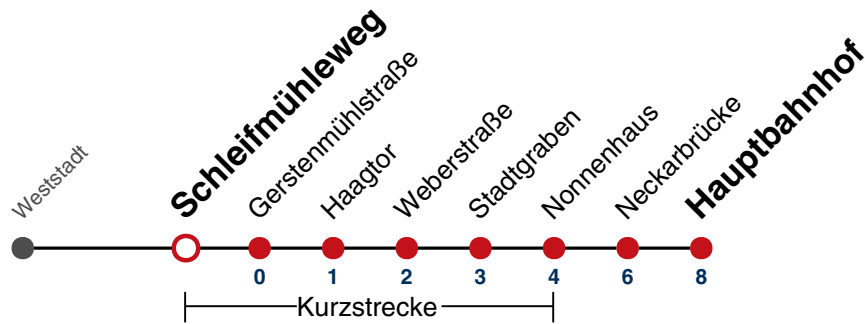 Weststadt
Schleifmühleweg
Gerstenmühlstraße
Haagtor
Weberstraße
Stadtgraben
Nonnenhaus
Neckarbrücke
Hauptbahnhof
0 1 2 3 4 6 8
Kurzstrecke